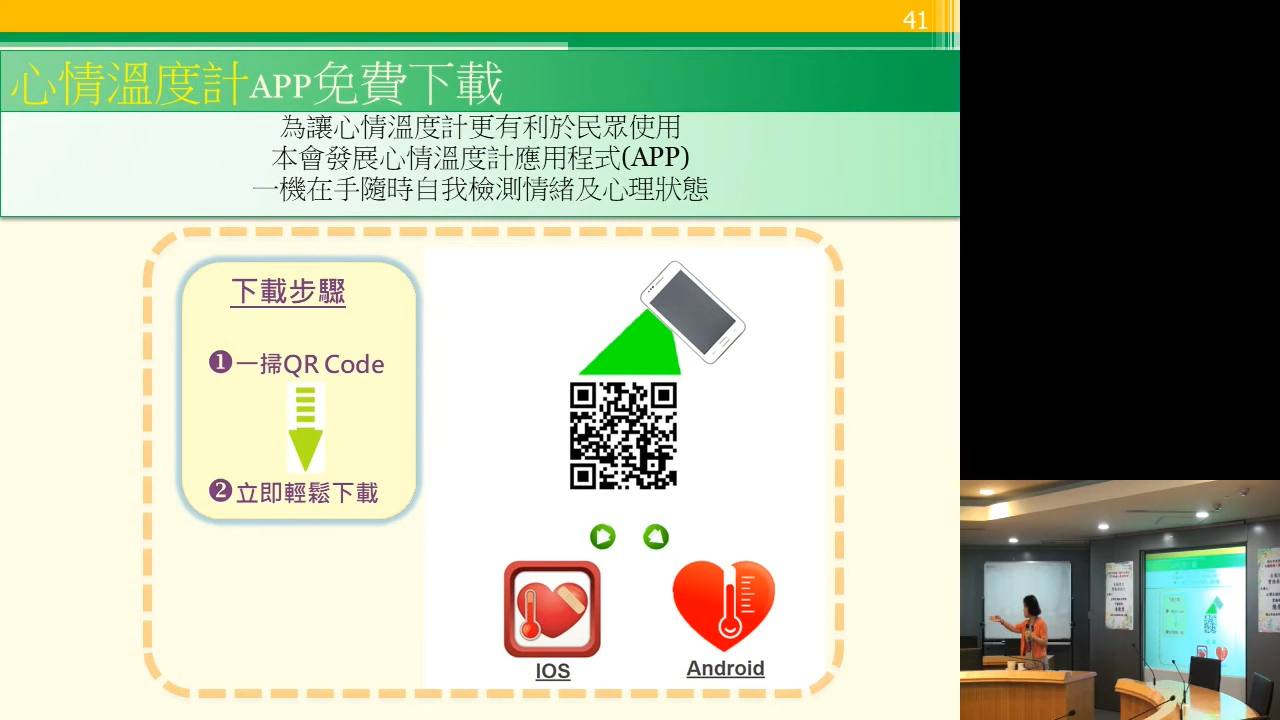 41
心情溫度計APP免費下載
為讓心情溫度計更有利於民眾使用
本會發展心情溫度計應用程式(APP)
一機在手隨時自我檢測情緒及心理狀態
下載步驟
❶一掃QR Code
❷立即輕鬆下載
IOS
Android